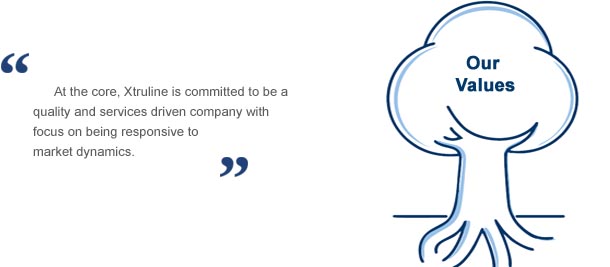 “
At the core, Xtruline is committed to be a
quality and services driven company with
focus on being responsive to
market dynamics.
”
Our
Values